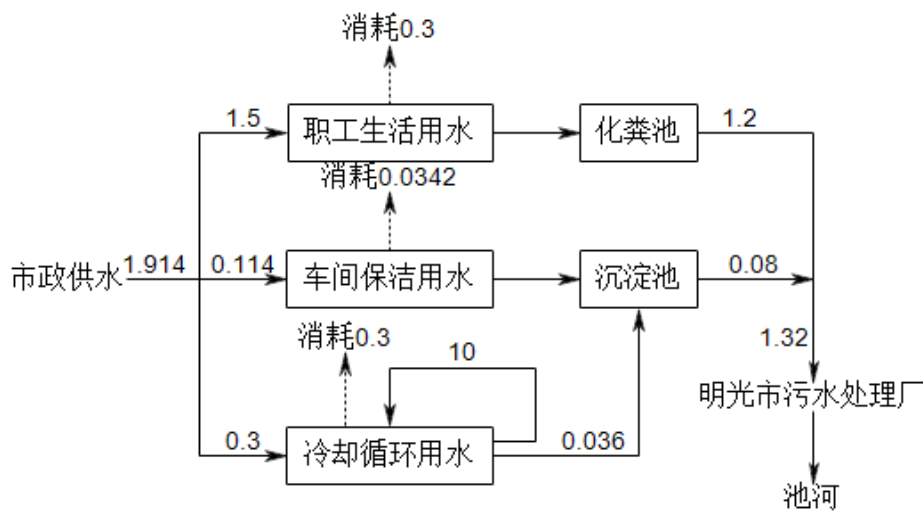 消耗0.3
1.5
职工生活用水
化粪池
1.2
消耗0.0342
市政供水
1.914
0.114
车间保洁用水
沉淀池
0.08
消耗0.3
10
1.32
明光市污水处理厂
0.3
冷却循环用水
0.036
池河